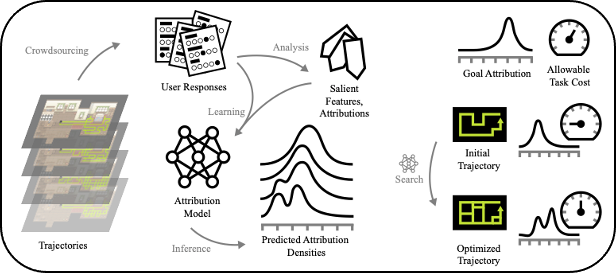 Crowdsourcing
User Responses
Analysis
Salient
Features,
Attributions
Learning
Attribution
Model
Inference
Predicted Attribution
Densities
Trajectories
Goal Attribution
Allowable
Task Cost
Initial
Trajectory
Search
Optimized
Trajectory